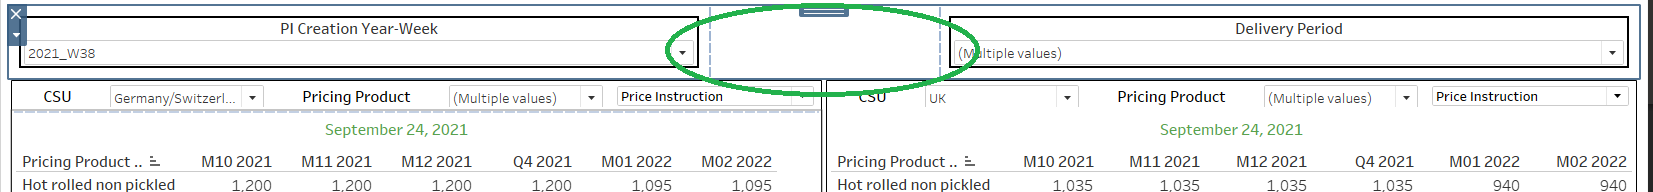 PI Creation Year-Week
Delivery Period
2021_W38
(Multiple values)
CSU Germany/Switzerl... Pricing Product (Multiple values) Price Instruction
CSU UK Pricing Product (Multiple values) Price Instruction
September 24, 2021
September 24, 2021
Pricing Product .. M10 2021 M11 2021 M12 2021 Q4 2021 M01 2022 M02 2022
Hot rolled non pickled 1,200 1,200 1,200 1,200 1,095 1,095
Pricing Product .. M10 2021 M11 2021 M12 2021 Q4 2021 M01 2022 M02 2022
Hot rolled non pickled 1,035 1,035 1,035 1,035 940 940